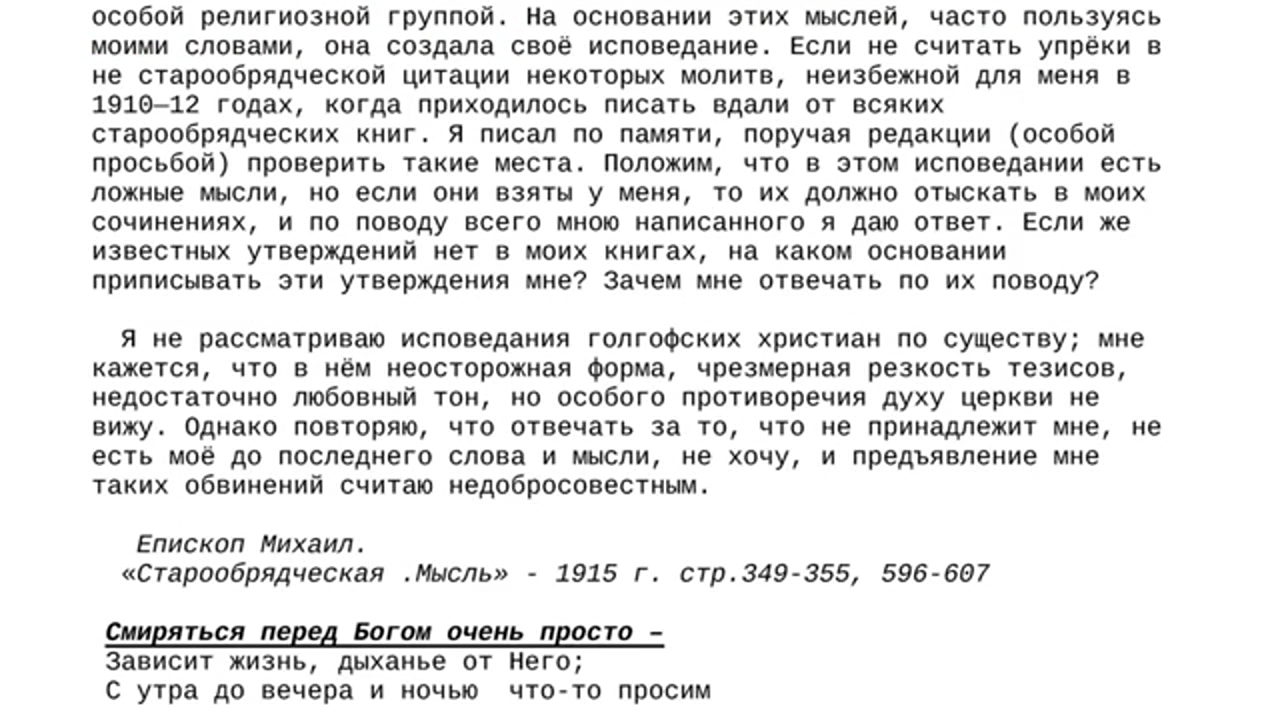 особой религиозной группой. На основании этих мыслей, часто пользуясь
моими словами, она создала своё исповедание. Если не считать упрёки в
не старообрядческой цитации некоторых молитв, неизбежной для меня в
1910—12 годах, когда приходилось писать вдали от всяких
старообрядческих книг. Я писал по памяти, поручая редакции (особой
просьбой) проверить такие места. Положим, что в этом исповедании есть
ложные мысли, но если они взяты у меня, то их должно отыскать в моих
сочинениях, и по поводу всего мною написанного я даю ответ. Если же
известных утверждений нет в моих книгах, на каком основании
приписывать эти утверждения мне? Зачем мне отвечать по их поводу?
Я не рассматриваю исповедания голгофских христиан по существу; мне
кажется, что в нём неосторожная форма, чрезмерная резкость тезисов,
недостаточно любовный тон, но особого противоречия духу церкви не
вижу. Однако повторяю, что отвечать за то, что не принадлежит мне, не
есть моё до последнего слова и мысли, не хочу, и предъявление мне
таких обвинений считаю недобросовестным.
Епископ Михаил.
«Старообрядческая .Мысль» - 1915 г. стр.349-355, 596-607
Смиряться перед Богом очень просто –
Зависит жизнь, дыханье от Него;
С утра до вечера и ночью  что-то просим